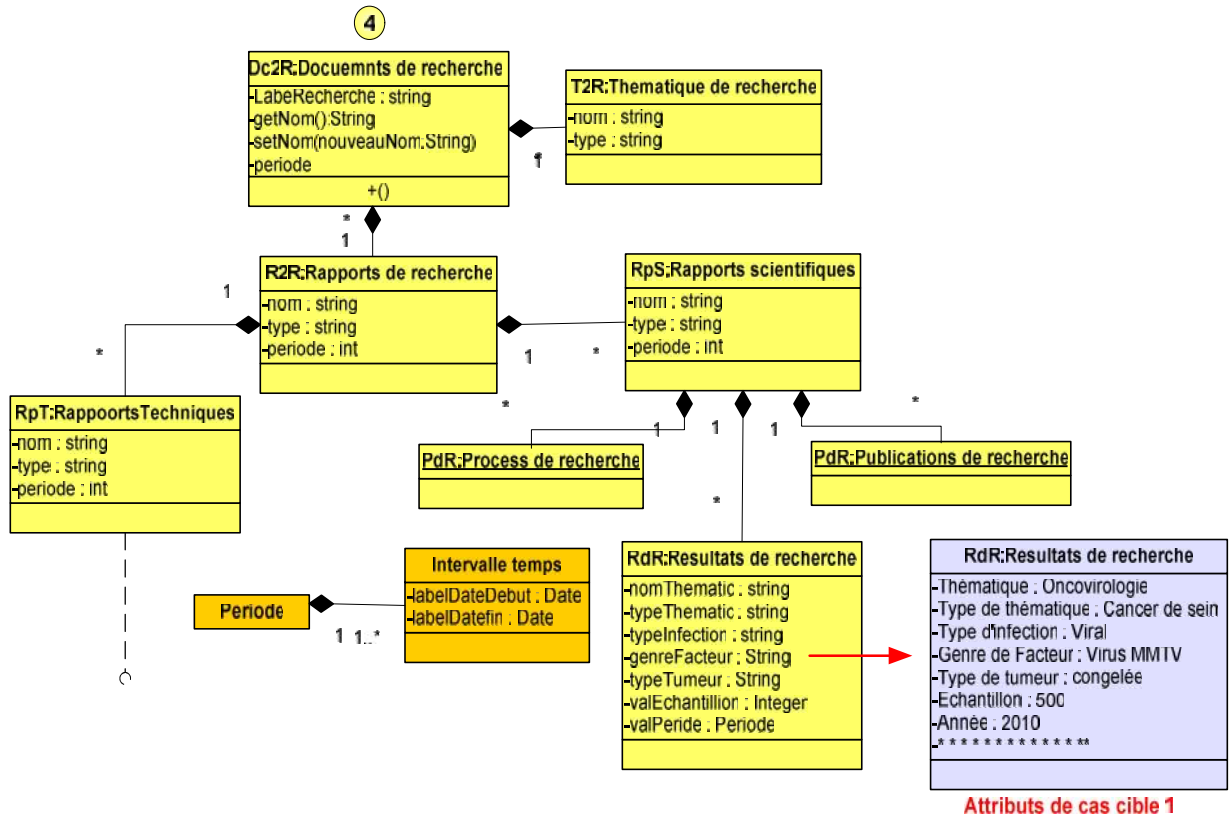 4
Dc2R:Docuemnts de recherche
-LabeRecherche : string
-getNom():String
-setNom(nouveauNom:String)
-periode
+()
T2R:Thematique de recherche
-nom : string
-type : string
*
1
*
1
R2R:Rapports de recherche
-nom : string
-type : string
-periode : int
1
*
1
*
RpS:Rapports scientifiques
-nom : string
-type : string
-periode : int
RpT:RappoortsTechniques
-nom : string
-type : string
-periode : int
*
1
1
1
*
PdR:Process de recherche
PdR:Publications de recherche
*
Periode
1
1..*
Intervalle temps
-labelDateDebut : Date
-labelDatefin : Date
RdR:Resultats de recherche
-nomThematic : string
-typeThematic : string
-typeInfection : string
-genreFacteur : String
-typeTumeur : String
-valEchantillion : Integer
-valPeride : Periode
RdR:Resultats de recherche
-Thématique : Oncovirologie
-Type de thématique : Cancer de sein
-Type d'infection : Viral
-Genre de Facteur : Virus MMTV
-Type de tumeur : congelée
-Echantillon : 500
-Année : 2010
-* * * * * * * * * * * * * **
Attributs de cas cible 1